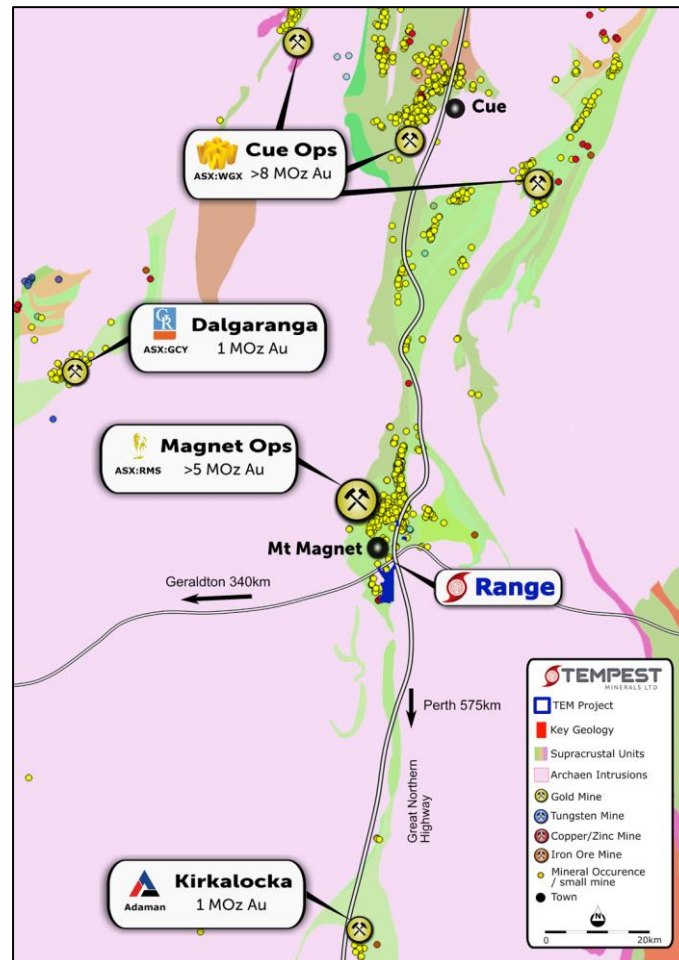 Cue
Cue Ops
ASX:WGX
>8 MOz Au
GR
Dalgaranga
ASX:GCY
1 MOz Au
Magnet Ops
ASX:RMS
>5 MOz Au
Mt Magnet
Geraldton 340km
Range
Perth 575km
Great Northern
Highway
Kirkalocka
Adaman
1 MOz Au
TEMPEST
MINERALS LTD
TEM Project
Key Geology
Supracrustal Units
Archaen Intrusions
Gold Mine
Tungsten Mine
Copper/Zinc Mine
Iron Ore Mine
Mineral Occurence
/ small mine
Town
N
0 20km